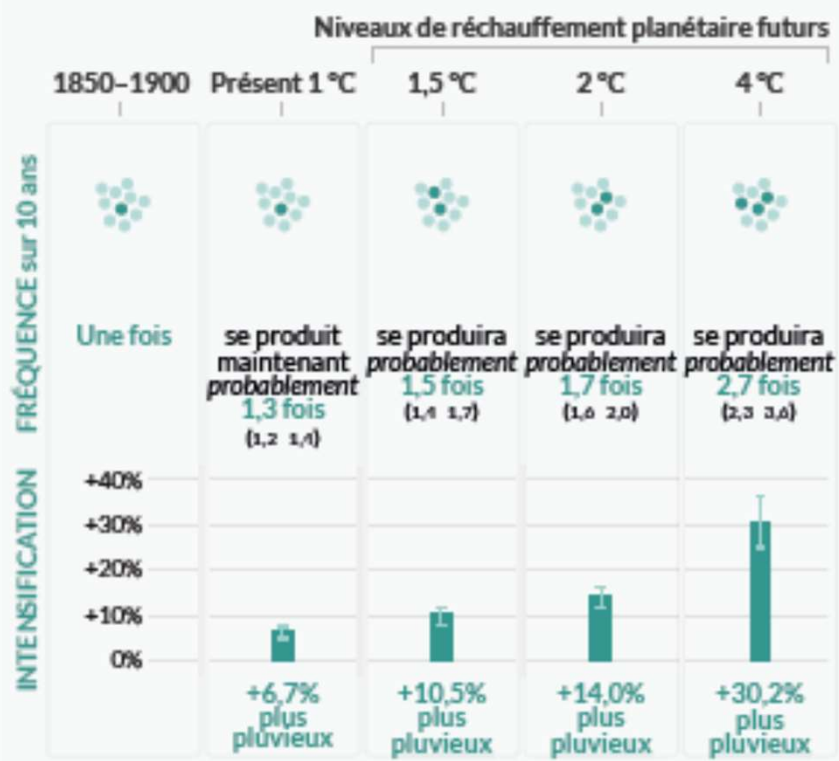 Niveaux de réchauffement planétaire futurs
1850–1900 Présent 1 °C 1,5 °C 2 °C 4 °C
FRÉQUENCE sur 10 ans
Une fois
se produit
maintenant
probablement
1,3 fois
(1,2 1,4)
se produira
probablement
1,5 fois
(1,4 1,7)
se produira
probablement
1,7 fois
(1,6 2,0)
se produira
probablement
2,7 fois
(2,3 3,6)
INTENSIFICATION
+40%
+30%
+20%
+10%
0%
+6,7%
plus
pluvieux
+10,5%
plus
pluvieux
+14,0%
plus
pluvieux
+30,2%
plus
pluvieux